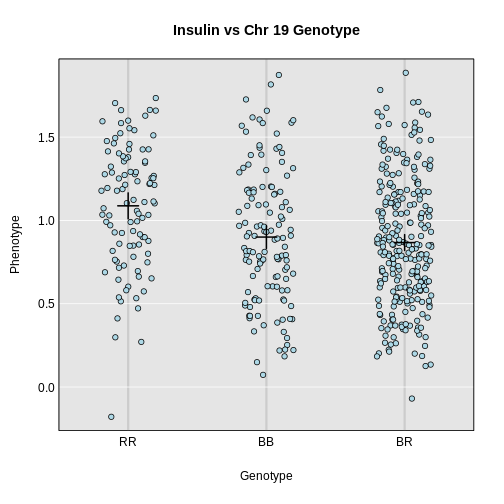 Insulin vs Chr 19 Genotype
Phenotype
1.5
1.0
0.5
0.0
RR BB BR
Genotype